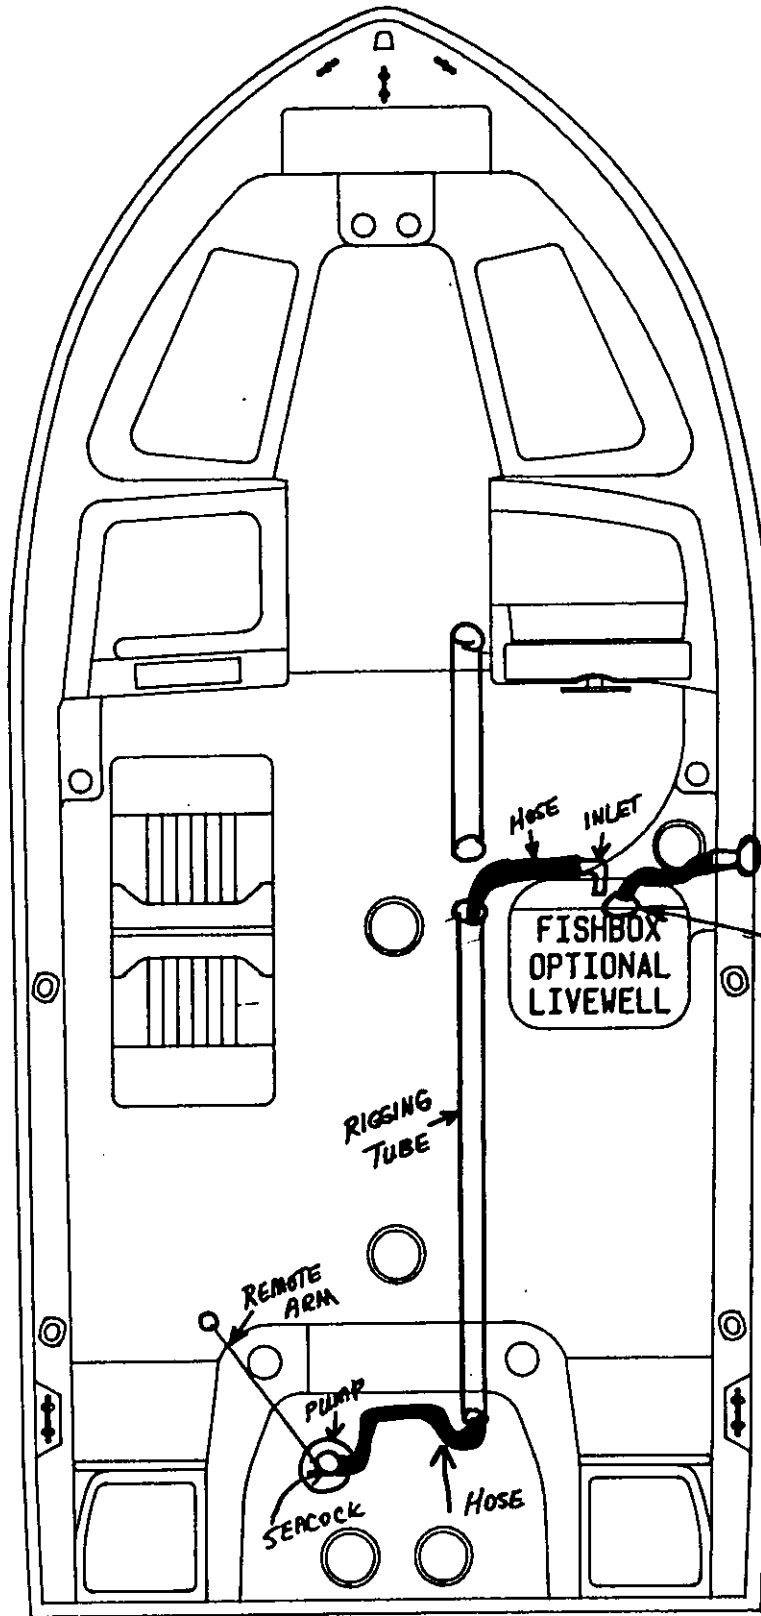 HOSE
INLET
FISHBOX
OPTIONAL
LIVEWELL
RIGGING
TUBE
REMOTE
ARM
PUMP
SEACOCK
HOSE